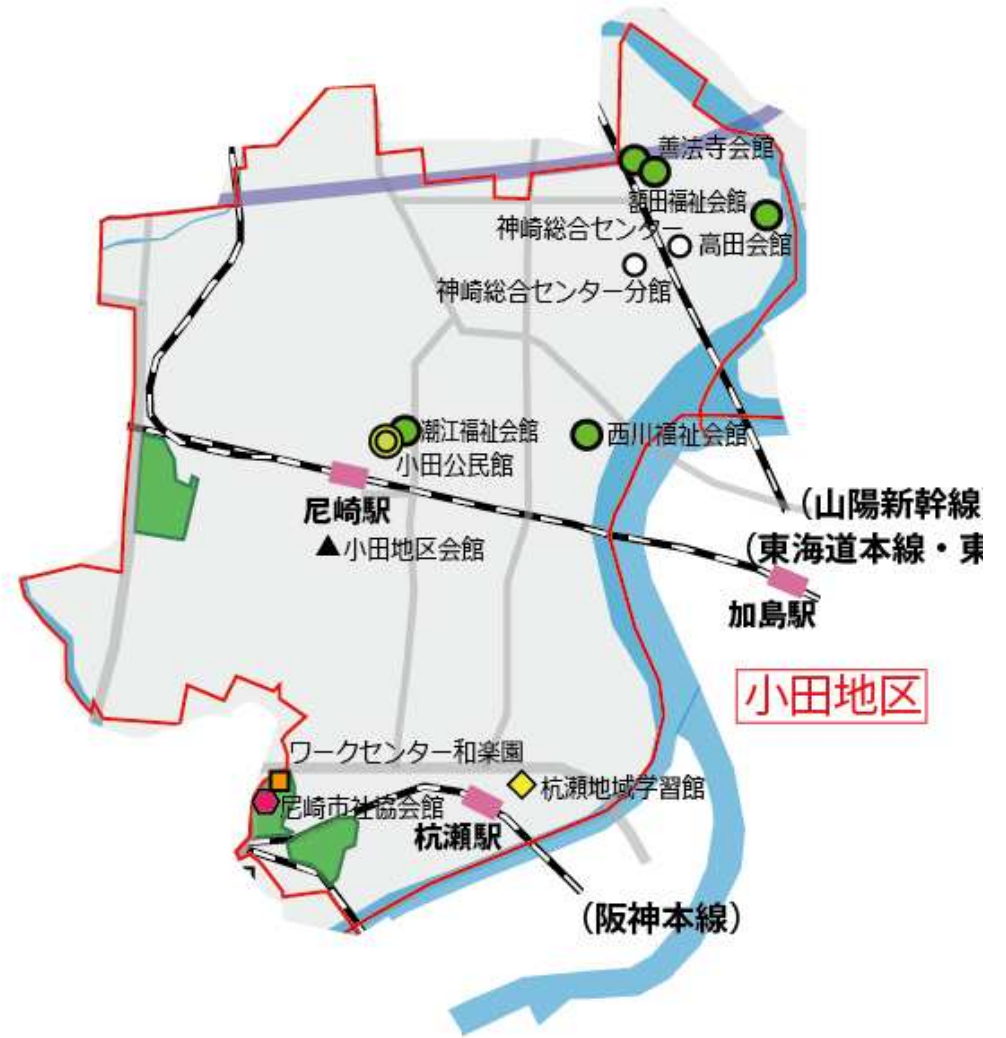 善法寺会館
額田福祉会館
神崎総合センター
高田会館
神崎総合センター分館
潮江福祉会館
西川福祉会館
小田公民館
尼崎駅
(山陽新幹線
小田地区会館
(東海道本線・東
加島駅
小田地区
ワークセンター和楽園
杭瀬地域学習館
尼崎市社協会館
杭瀬駅
(阪神本線)